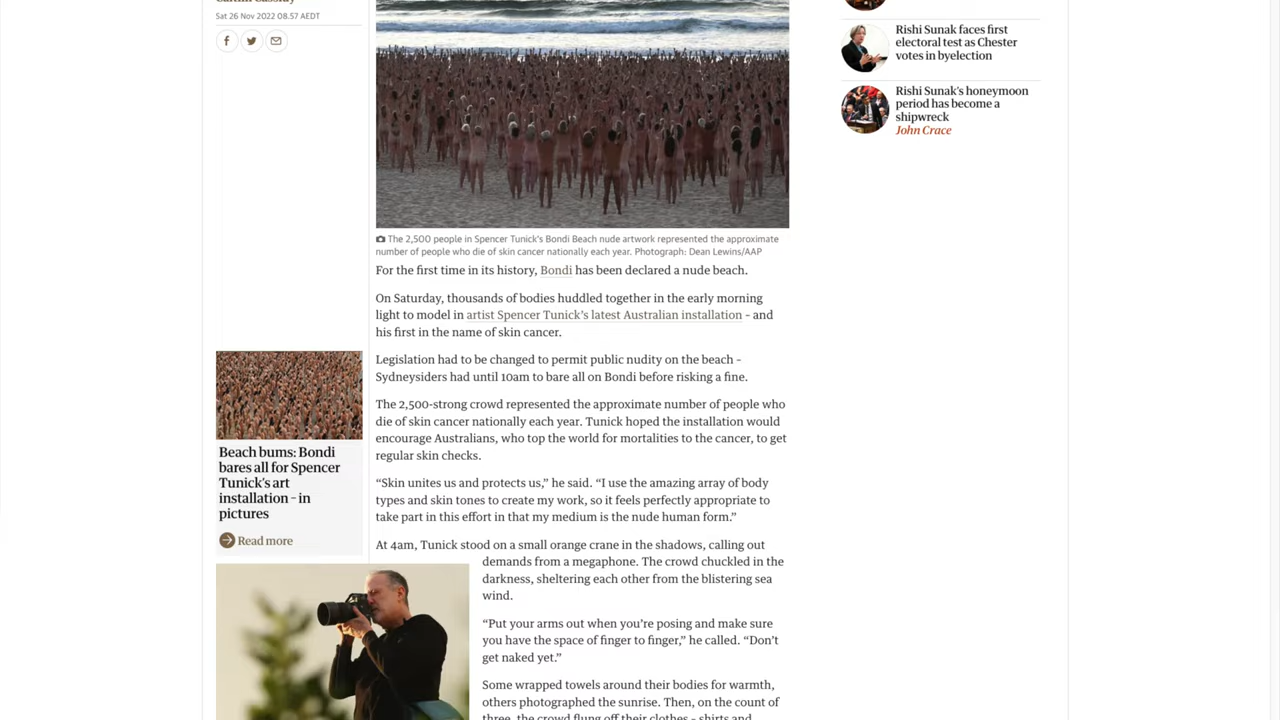 Sat 26 Nov 2022 08.57 AEDT
The 2,500 people in Spencer Tunick's Bondi Beach nude artwork represented the approximate
number of people who die of skin cancer nationally each year. Photograph: Dean Lewins/AAP
For the first time in its history, Bondi has been declared a nude beach.
On Saturday, thousands of bodies huddled together in the early morning
light to model in artist Spencer Tunick's latest Australian installation – and
his first in the name of skin cancer.
Legislation had to be changed to permit public nudity on the beach –
Sydneysiders had until 10am to bare all on Bondi before risking a fine.
The 2,500-strong crowd represented the approximate number of people who
die of skin cancer nationally each year. Tunick hoped the installation would
encourage Australians, who top the world for mortalities to the cancer, to get
regular skin checks.
“Skin unites us and protects us,” he said. “I use the amazing array of body
types and skin tones to create my work, so it feels perfectly appropriate to
take part in this effort in that my medium is the nude human form.”
At 4am, Tunick stood on a small orange crane in the shadows, calling out
demands from a megaphone. The crowd chuckled in the
darkness, sheltering each other from the blistering sea
wind.
“Put your arms out when you’re posing and make sure
you have the space of finger to finger,” he called. “Don’t
get naked yet.”
Some wrapped towels around their bodies for warmth,
others photographed the sunrise. Then, on the count of
three, the crowd flung off their clothes – shirts and
Beach bums: Bondi
bares all for Spencer
Tunick's art
installation – in
pictures
Read more
Rishi Sunak faces first
electoral test as Chester
votes in byelection
Rishi Sunak's honeymoon
period has become a
shipwreck
John Crace